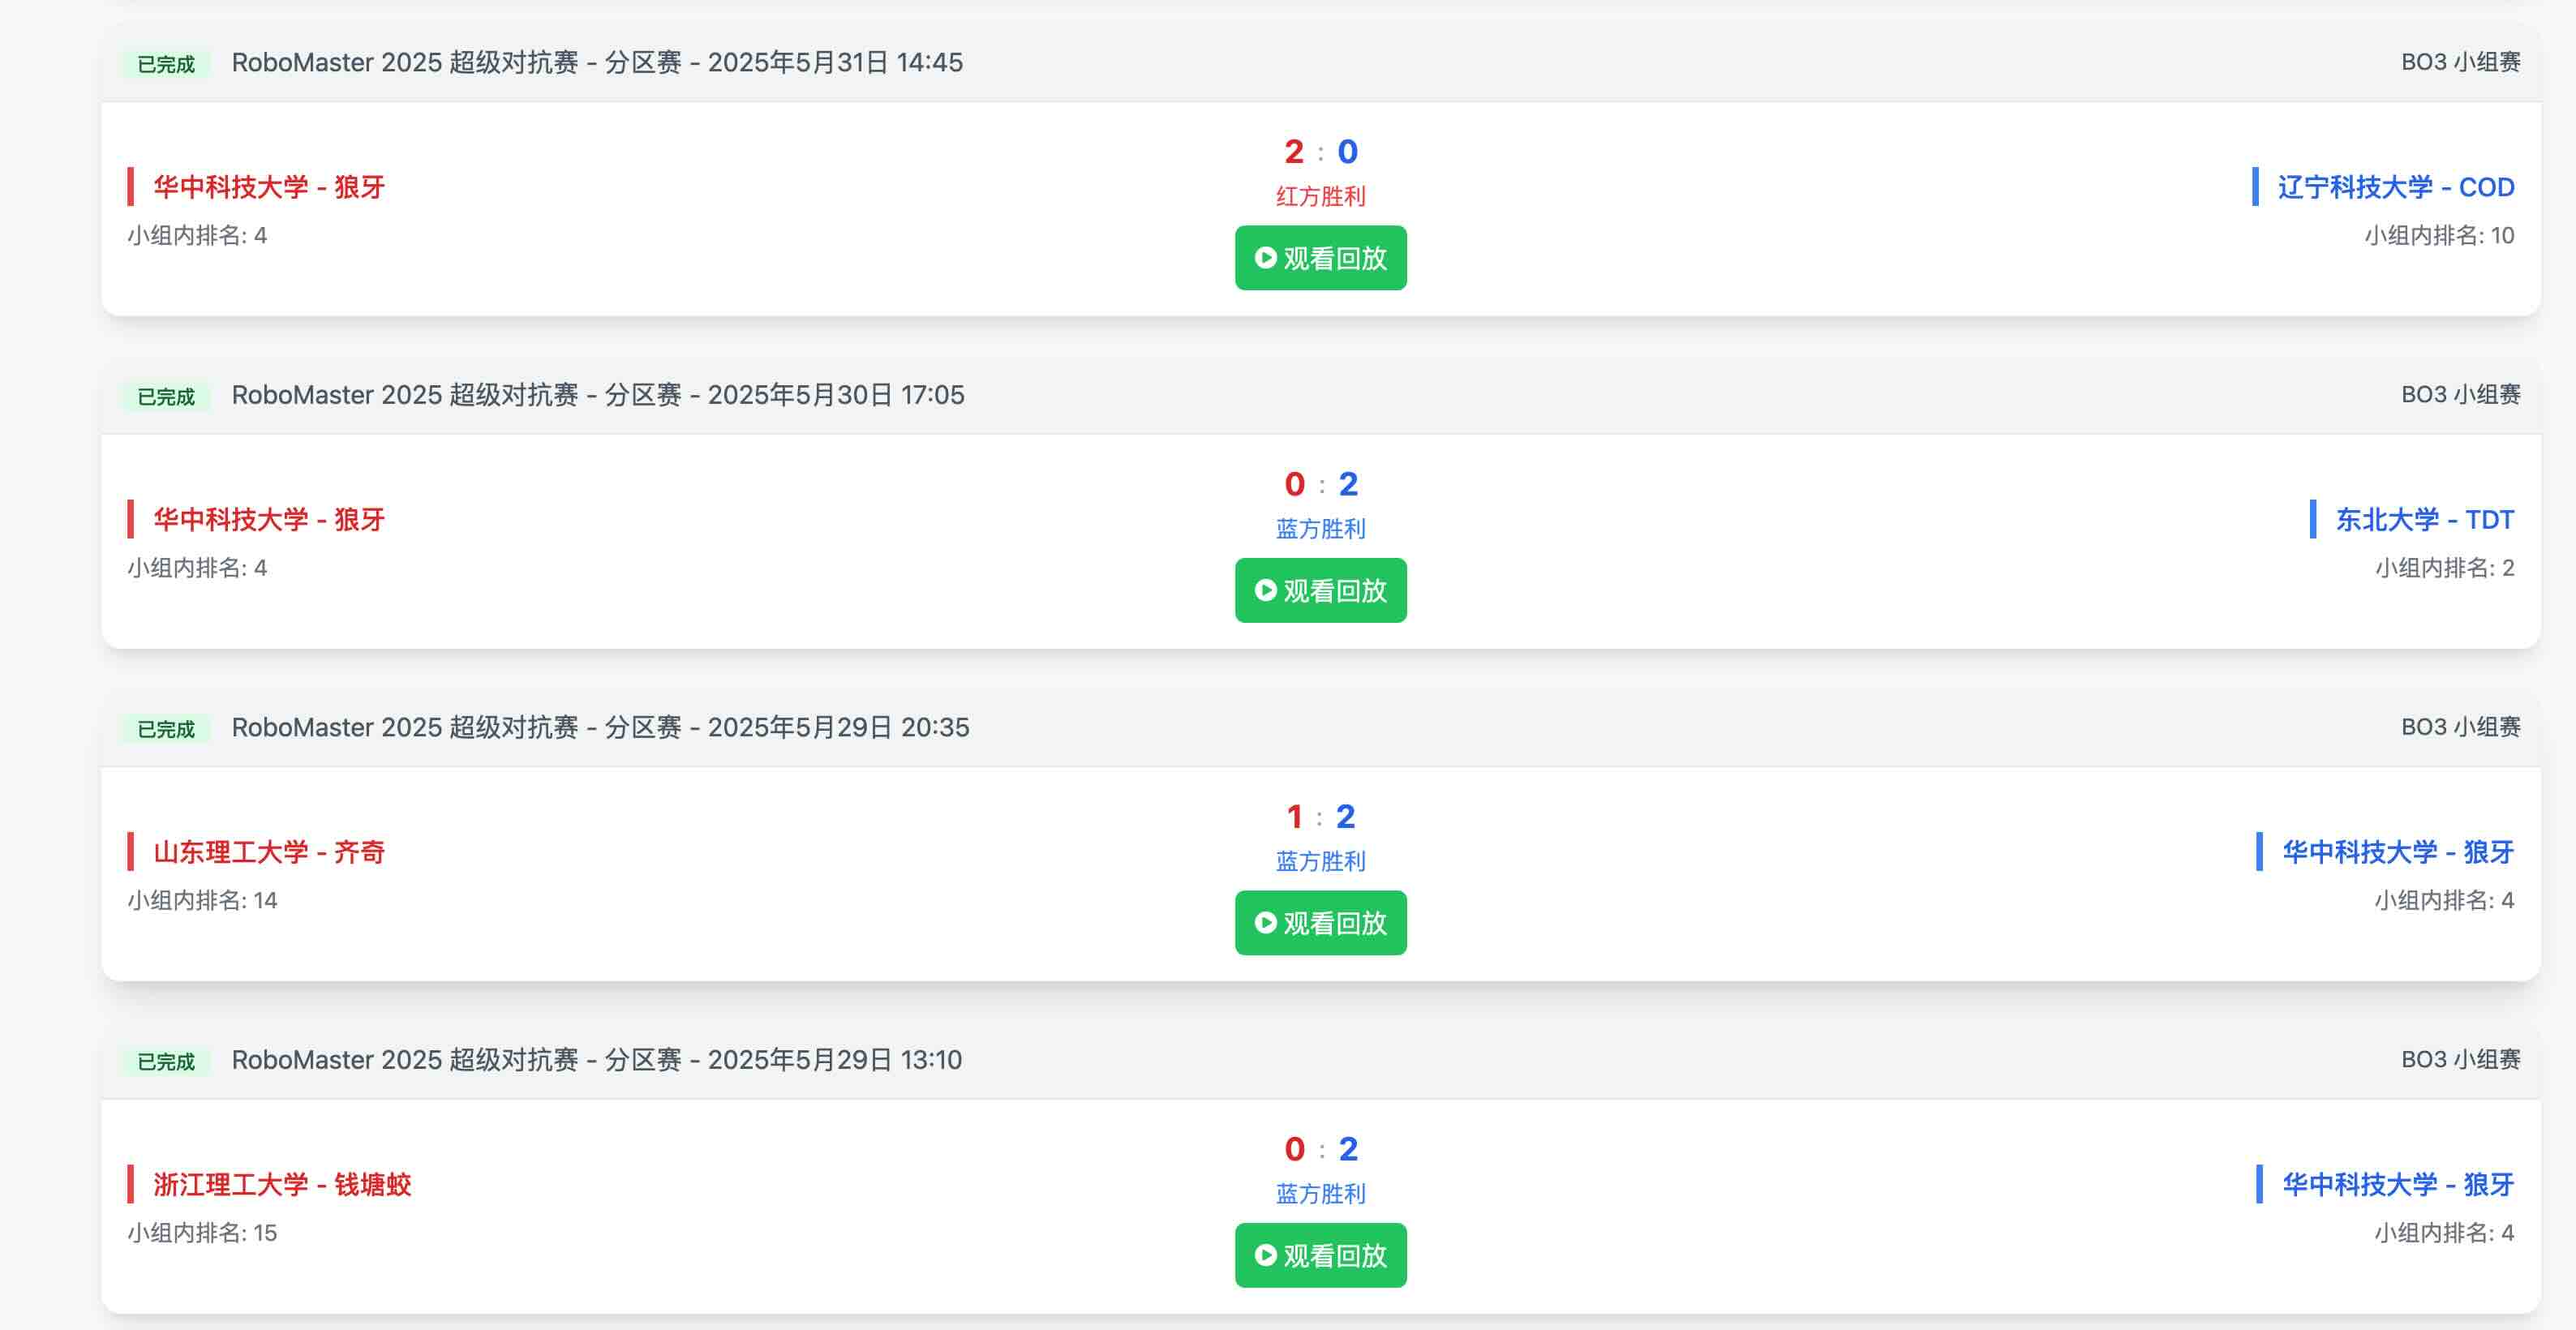 已完成 RoboMaster 2025 超级对抗赛 - 分区赛 - 2025年5月31日 14:45 BO3 小组赛
2 : 0
华中科技大学 - 狼牙 红方胜利 辽宁科技大学 - COD
小组内排名: 4 观看回放 小组内排名: 10
已完成 RoboMaster 2025 超级对抗赛 - 分区赛 - 2025年5月30日 17:05 BO3 小组赛
0 : 2
华中科技大学 - 狼牙 蓝方胜利 东北大学 - TDT
小组内排名: 4 观看回放 小组内排名: 2
已完成 RoboMaster 2025 超级对抗赛 - 分区赛 - 2025年5月29日 20:35 BO3 小组赛
1 : 2
山东理工大学 - 齐奇 蓝方胜利 华中科技大学 - 狼牙
小组内排名: 14 观看回放 小组内排名: 4
已完成 RoboMaster 2025 超级对抗赛 - 分区赛 - 2025年5月29日 13:10 BO3 小组赛
0 : 2
浙江理工大学 - 钱塘蛟 蓝方胜利 华中科技大学 - 狼牙
小组内排名: 15 观看回放 小组内排名: 4